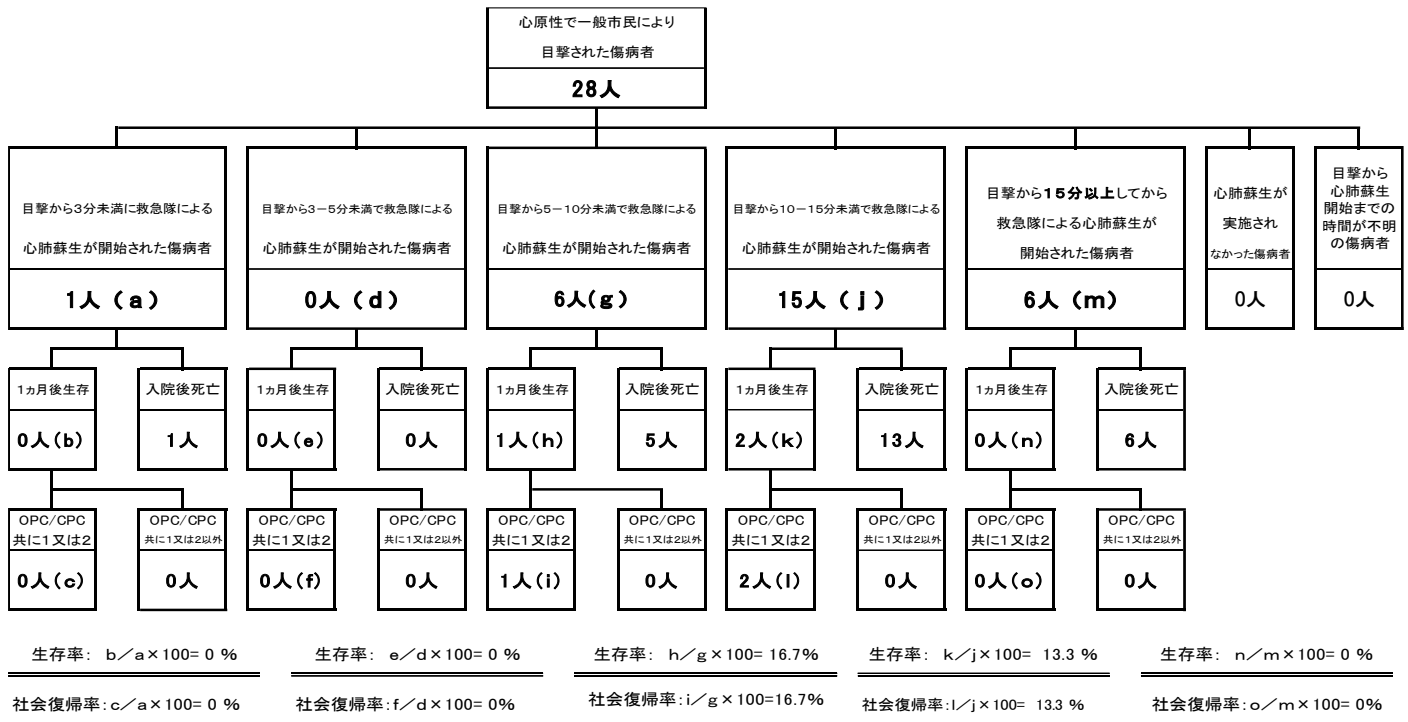 心原性で一般市民により
目撃された傷病者
28人
目撃から3分未満に救急隊による
心肺蘇生が開始された傷病者
1人（a）
目撃から3－5分未満で救急隊による
心肺蘇生が開始された傷病者
0人（d）
目撃から5－10分未満で救急隊による
心肺蘇生が開始された傷病者
6人(g)
目撃から10－15分未満で救急隊による
心肺蘇生が開始された傷病者
15人（j）
目撃から15分以上してから
救急隊による心肺蘇生が
開始された傷病者
6人（m）
心肺蘇生が
実施され
なかった傷病者
0人
目撃から
心肺蘇生
開始までの
時間が不明
の傷病者
0人
1ヵ月後生存
0人(b)
入院後死亡
1人
1ヵ月後生存
0人(e)
入院後死亡
0人
1ヵ月後生存
1人(h)
入院後死亡
5人
1ヵ月後生存
2人(k)
入院後死亡
13人
1ヵ月後生存
0人(n)
入院後死亡
6人
OPC/CPC
共に1又は2
0人(c)
OPC/CPC
共に1又は2以外
0人
OPC/CPC
共に1又は2
0人(f)
OPC/CPC
共に1又は2以外
0人
OPC/CPC
共に1又は2
1人(i)
OPC/CPC
共に1又は2以外
0人
OPC/CPC
共に1又は2
2人(l)
OPC/CPC
共に1又は2以外
0人
OPC/CPC
共に1又は2
0人(o)
OPC/CPC
共に1又は2以外
0人
生存率： b／a×100= 0 %
生存率： e／d×100= 0 %
生存率： h／g×100= 16.7%
生存率： k／j×100= 13.3 %
生存率： n／m×100= 0 %
社会復帰率：c／a×100= 0 %
社会復帰率：f／d×100= 0%
社会復帰率：i／g×100=16.7%
社会復帰率：l／j×100= 13.3 %
社会復帰率：o／m×100= 0%